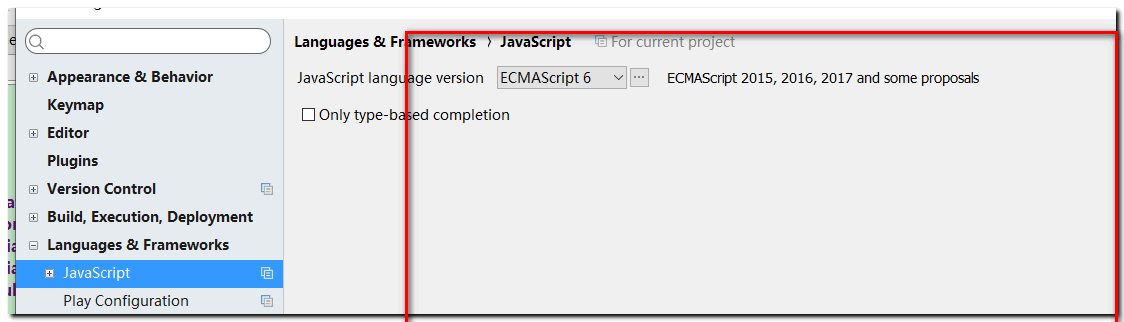 Languages & Frameworks › JavaScript For current project
JavaScript language version ECMAScript 6 ... ECMAScript 2015, 2016, 2017 and some proposals
Only type-based completion
Appearance & Behavior
Keymap
Editor
Plugins
Version Control
Build, Execution, Deployment
Languages & Frameworks
JavaScript
Play Configuration